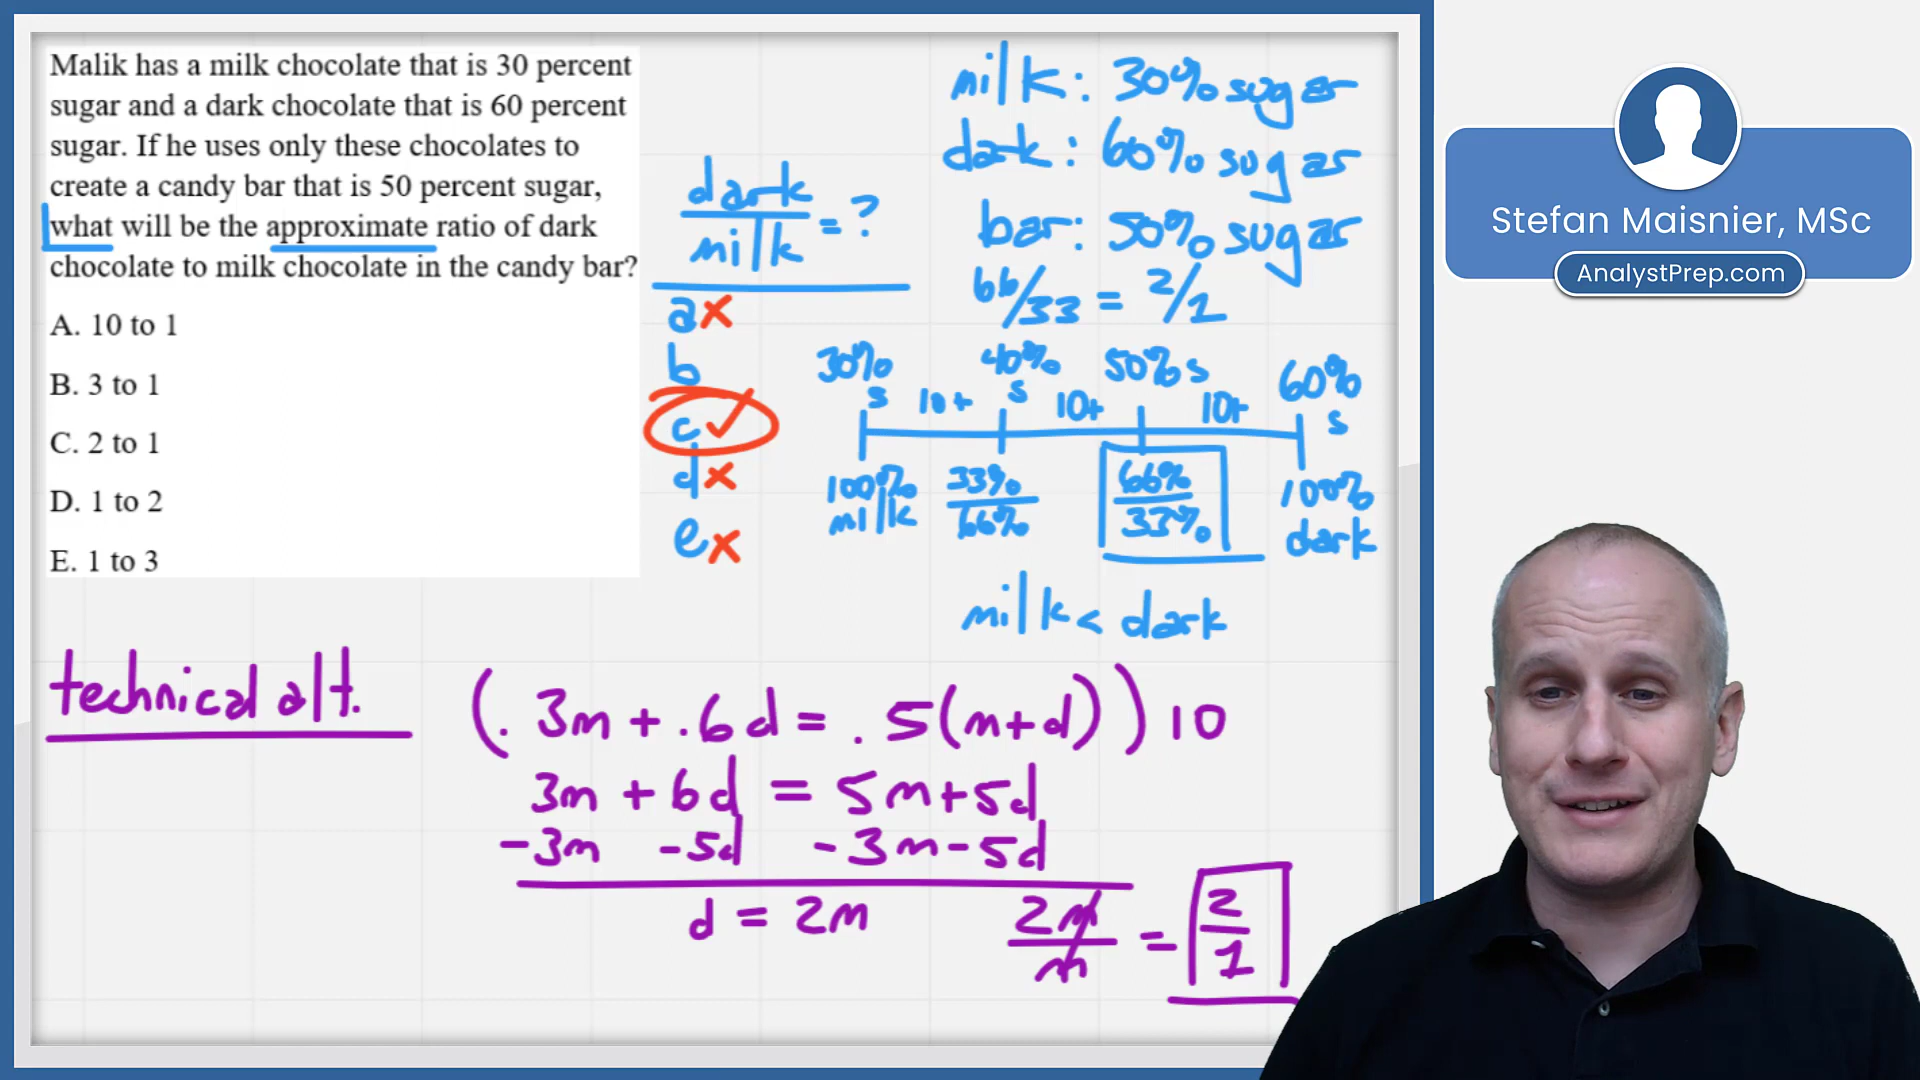 Malik has a milk chocolate that is 30 percent
sugar and a dark chocolate that is 60 percent
sugar. If he uses only these chocolates to
create a candy bar that is 50 percent sugar,
what will be the approximate ratio of dark
chocolate to milk chocolate in the candy bar?
A. 10 to 1
B. 3 to 1
C. 2 to 1
D. 1 to 2
E. 1 to 3
dark
milk
= ?
a x
b
c ✓
d x
e x
milk: 30% sugar
dark: 60% sugar
bar: 50% sugar
66/33 = 2/1
30% s 40% s 50% s 60% s
10+ 10+ 10+
100% milk
33%
66%
66%
33%
100% dark
milk < dark
technical alt.
(.3m + .6d = .5(m+d))10
3m + 6d = 5m+5d
-3m -5d -3m-5d
d = 2m
2m
m
=
2
1
Stefan Maisnier, MSc
AnalystPrep.com